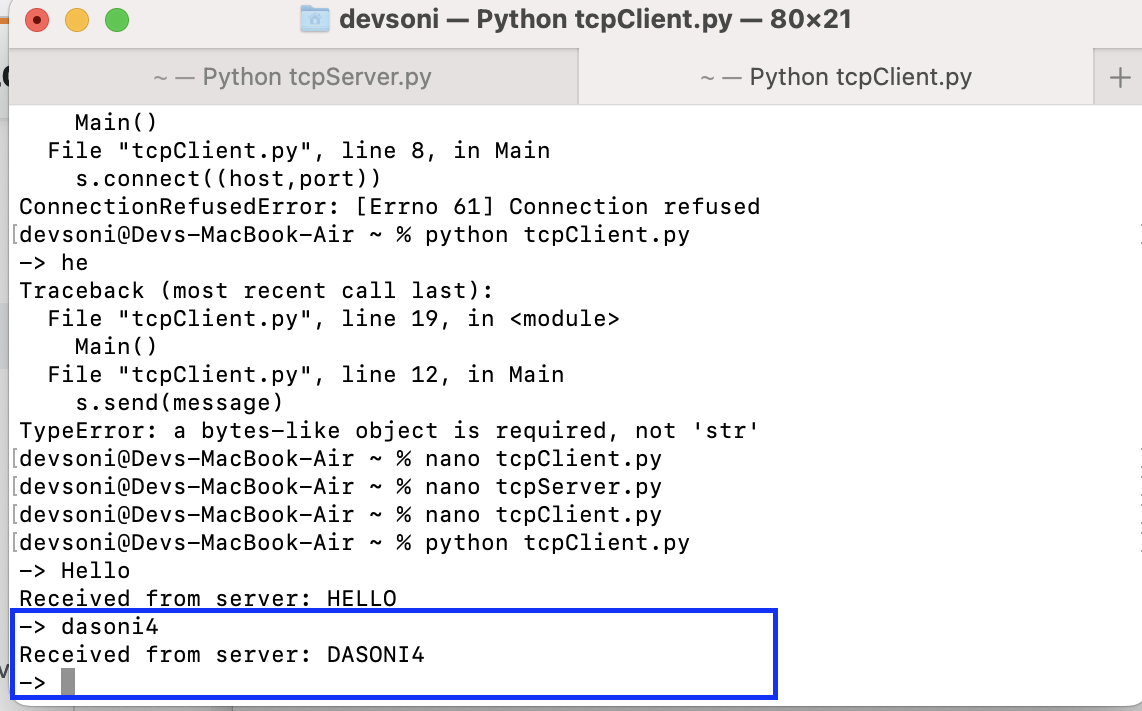 devsoni — Python tcpClient.py — 80×21
~ — Python tcpServer.py
~ — Python tcpClient.py
+
Main()
File "tcpClient.py", line 8, in Main
s.connect((host,port))
ConnectionRefusedError: [Errno 61] Connection refused
[devsoni@Devs-MacBook-Air ~ % python tcpClient.py
-> he
Traceback (most recent call last):
File "tcpClient.py", line 19, in <module>
Main()
File "tcpClient.py", line 12, in Main
s.send(message)
TypeError: a bytes-like object is required, not 'str'
[devsoni@Devs-MacBook-Air ~ % nano tcpClient.py
[devsoni@Devs-MacBook-Air ~ % nano tcpServer.py
[devsoni@Devs-MacBook-Air ~ % nano tcpClient.py
[devsoni@Devs-MacBook-Air ~ % python tcpClient.py
-> Hello
Received from server: HELLO
-> dasoni4
Received from server: DASONI4
->